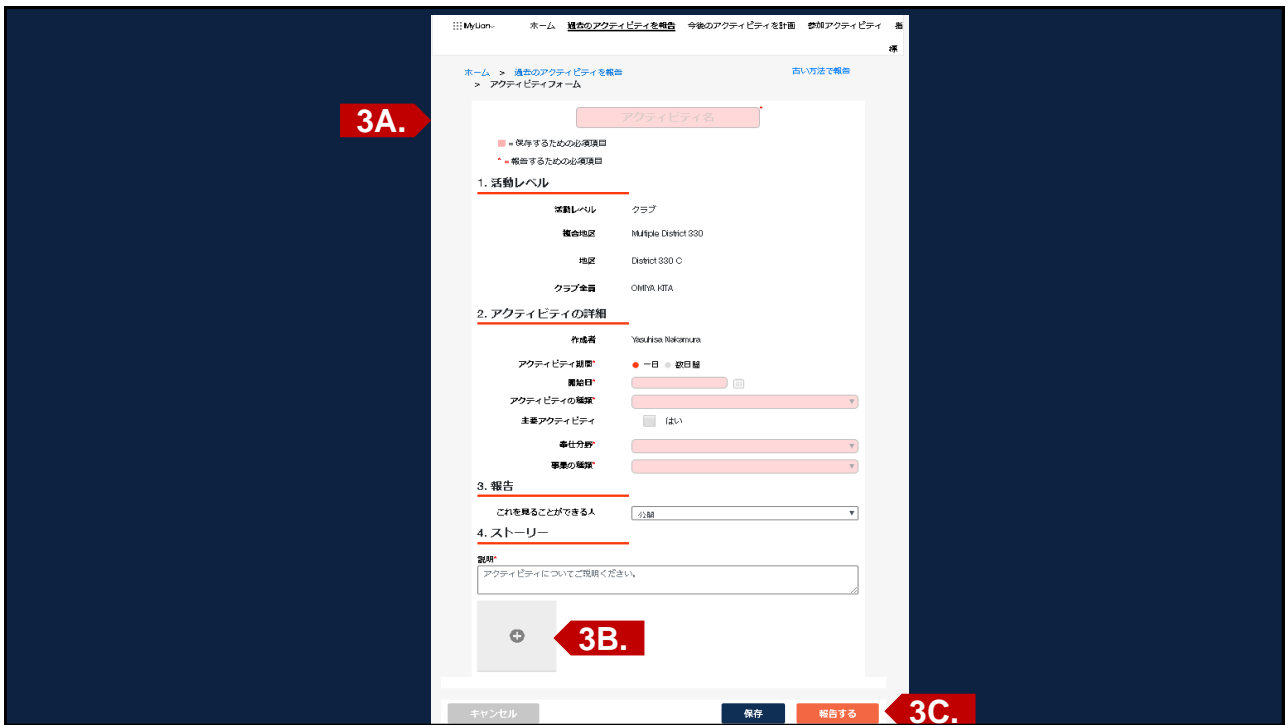 MyLion
ホーム 過去のアクティビティを報告 今後のアクティビティを計画 参加アクティビティ 指
標
ホーム > 過去のアクティビティを報告 古い方法で報告
> アクティビティフォーム
3A.
アクティビティ名*
= 保存するための必須項目
* = 報告するための必須項目
1. 活動レベル
活動レベル クラブ
複合地区 Multiple District 330
地区 District 330 C
クラブ全員 OMIYA KITA
2. アクティビティの詳細
作成者 Yasuhisa Nakamura
アクティビティ期間* 一日 数日間
開始日*
アクティビティの種類*
主要アクティビティ はい
奉仕分野*
事業の種類*
3. 報告
これを見ることができる人 公開
4. ストーリー
説明*
アクティビティについてご説明ください。
3B.
キャンセル 保存 報告する
3C.